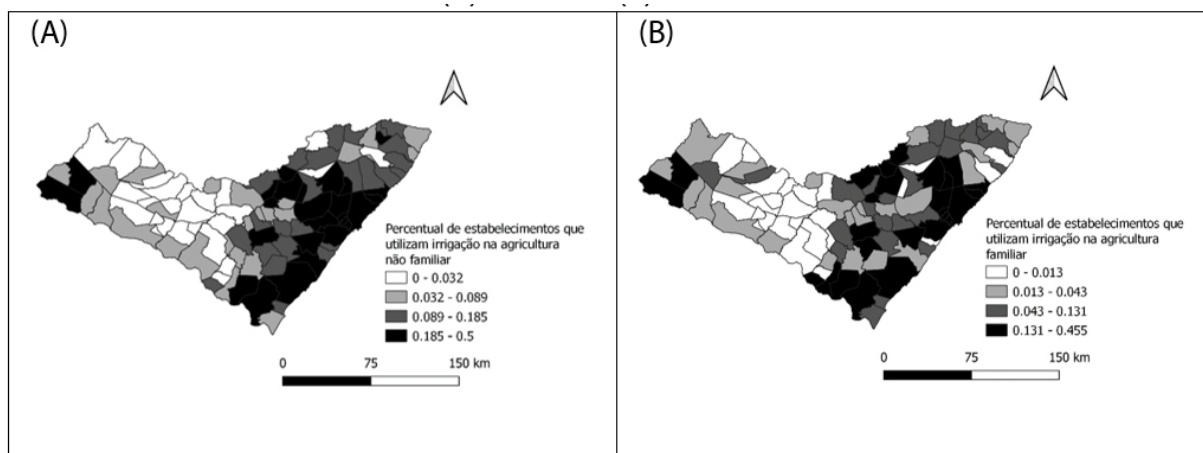 (A)
Percentual de estabelecimentos que
utilizam irrigação na agricultura
não familiar
0 - 0.032
0.032 - 0.089
0.089 - 0.185
0.185 - 0.5
0 75 150 km
(B)
Percentual de estabelecimentos que
utilizam irrigação na agricultura
familiar
0 - 0.013
0.013 - 0.043
0.043 - 0.131
0.131 - 0.455
0 75 150 km